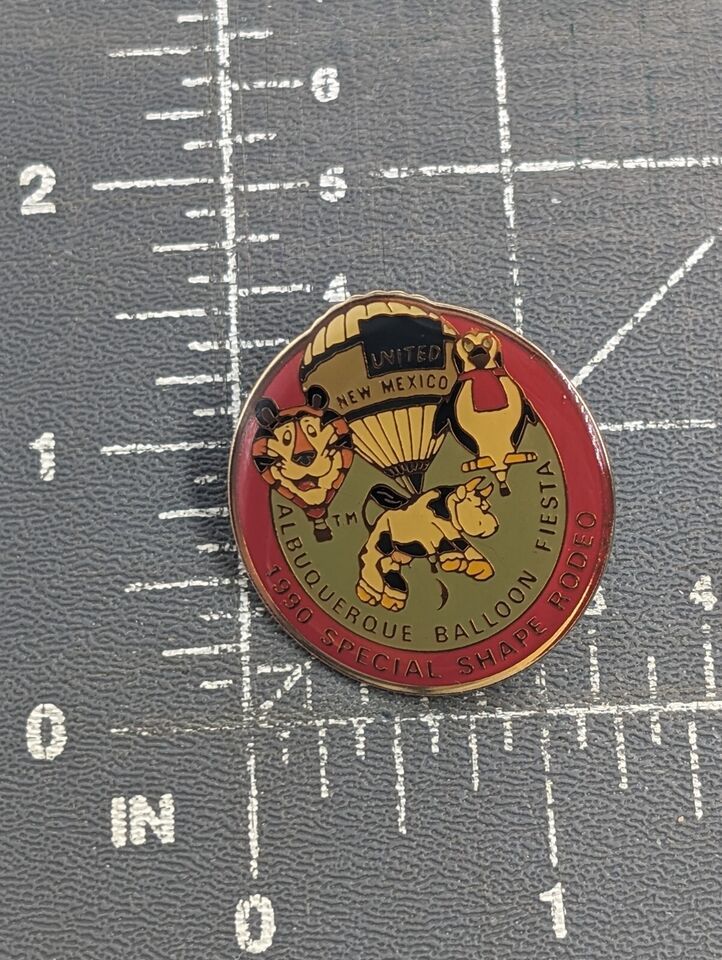 6
2
5
4
UNITED
NEW MEXICO
1
TM
ALBUQUERQUE BALLOON FIESTA
1990 SPECIAL SHAPE RODEO
4
0
IN
0
1